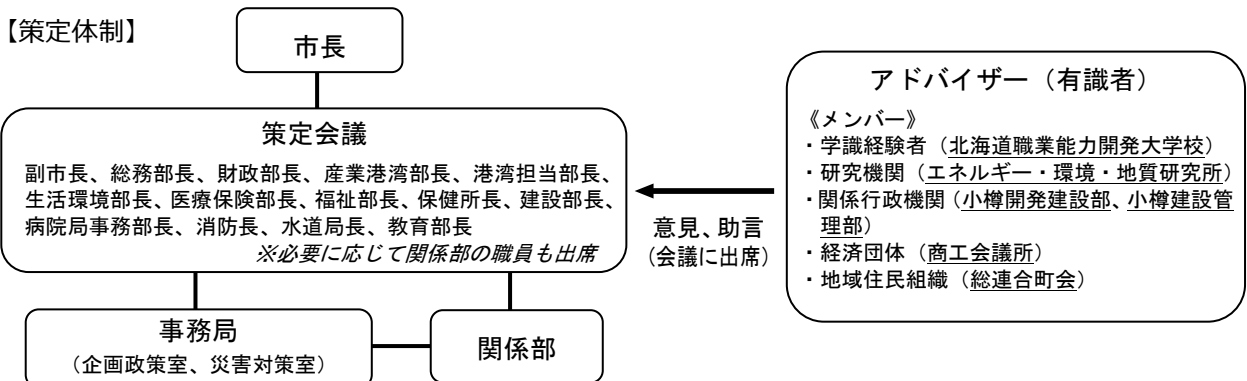 【策定体制】
市長
策定会議
副市長、総務部長、財政部長、産業港湾部長、港湾担当部長、
生活環境部長、医療保険部長、福祉部長、保健所長、建設部長、
病院局事務部長、消防長、水道局長、教育部長
※必要に応じて関係部の職員も出席
事務局
（企画政策室、災害対策室）
関係部
意見、助言
（会議に出席）
アドバイザー（有識者）
《メンバー》
・学識経験者（北海道職業能力開発大学校）
・研究機関（エネルギー・環境・地質研究所）
・関係行政機関（小樽開発建設部、小樽建設管
理部）
・経済団体（商工会議所）
・地域住民組織（総連合町会）